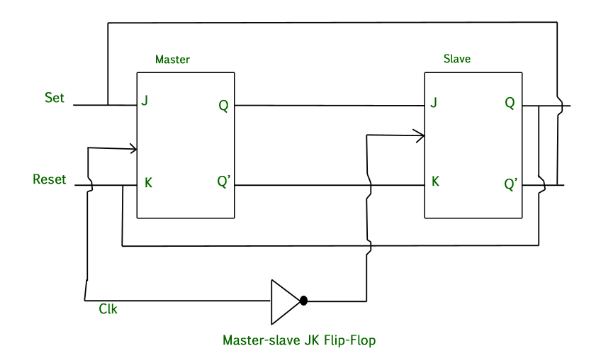 Master
Slave
Set
J
Q
J
Q
Reset
K
Q'
K
Q'
Clk
Master-slave JK Flip-Flop